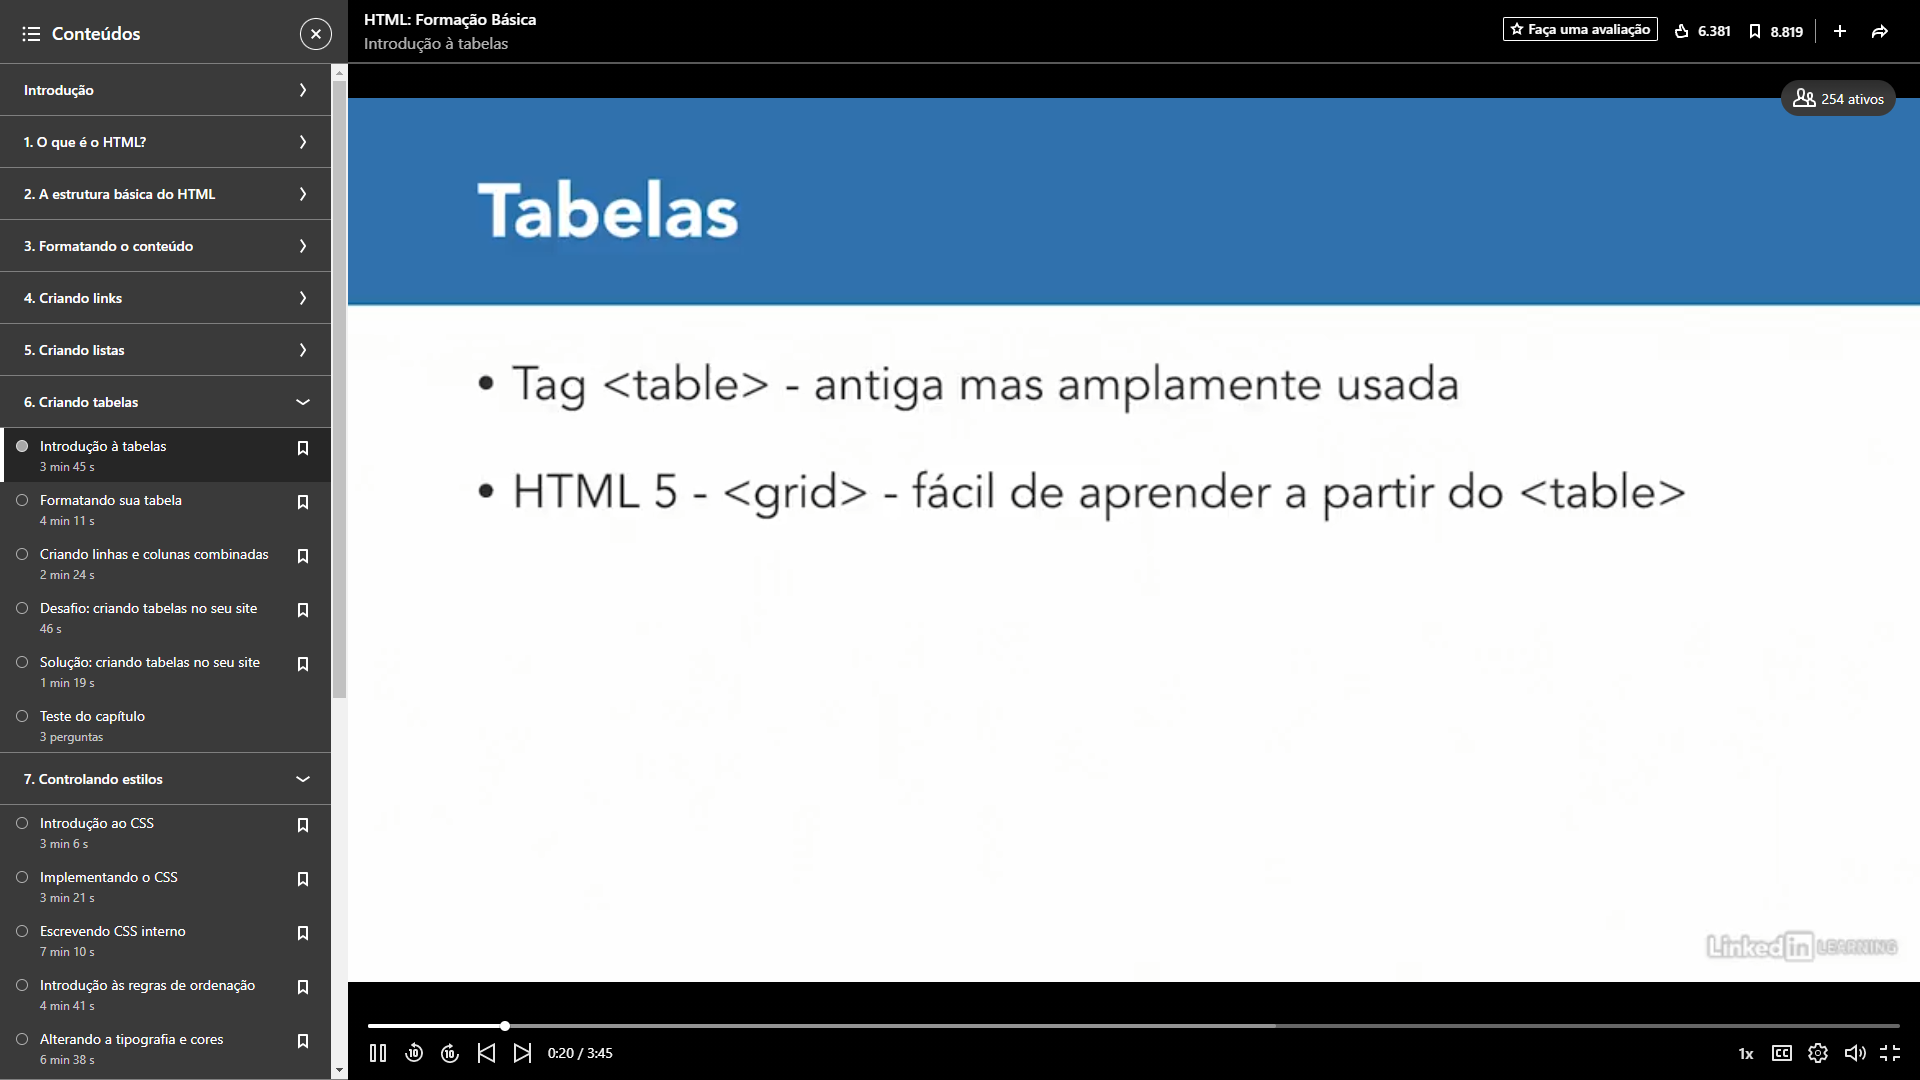 Conteúdos
Introdução
1. O que é o HTML?
2. A estrutura básica do HTML
3. Formatando o conteúdo
4. Criando links
5. Criando listas
6. Criando tabelas
Introdução à tabelas
3 min 45 s
Formatando sua tabela
4 min 11 s
Criando linhas e colunas combinadas
2 min 24 s
Desafio: criando tabelas no seu site
46 s
Solução: criando tabelas no seu site
1 min 19 s
Teste do capítulo
3 perguntas
7. Controlando estilos
Introdução ao CSS
3 min 6 s
Implementando o CSS
3 min 21 s
Escrevendo CSS interno
7 min 10 s
Introdução às regras de ordenação
4 min 41 s
Alterando a tipografia e cores
6 min 38 s
HTML: Formação Básica
Introdução à tabelas
Faça uma avaliação
6.381
8.819
254 ativos
Tabelas
• Tag <table> - antiga mas amplamente usada
• HTML 5 - <grid> - fácil de aprender a partir do <table>
Linked in LEARNING
10
10
0:20 / 3:45
1x
CC